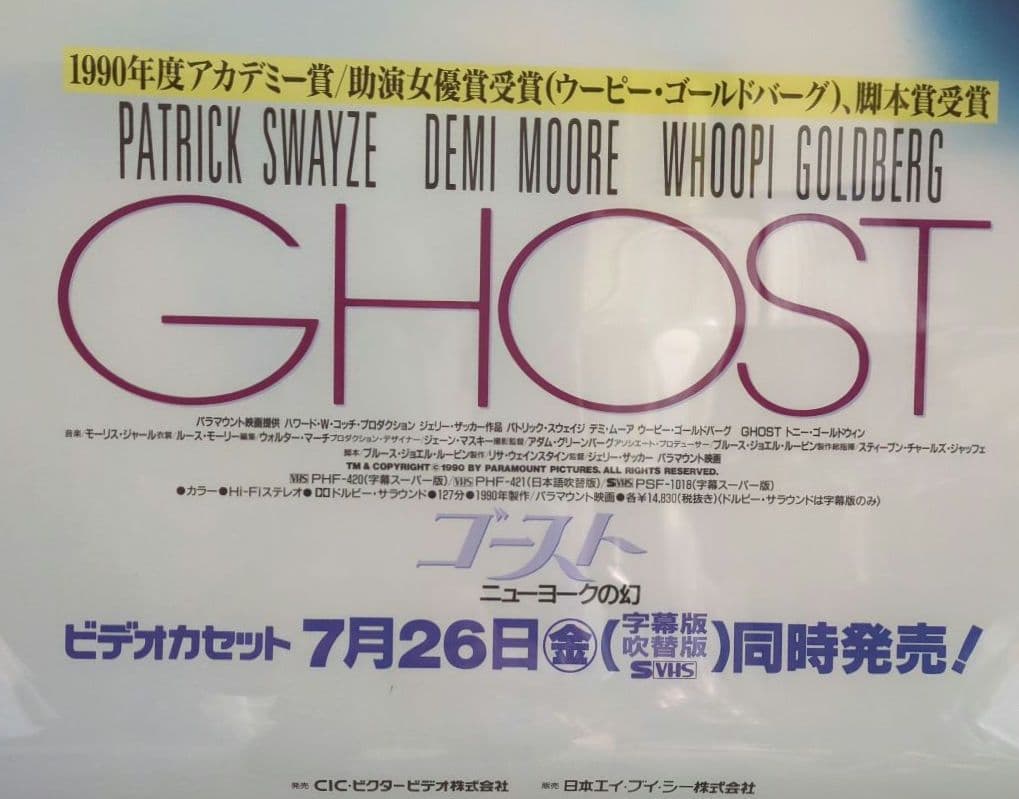 1990年度アカデミー賞/助演女優賞受賞(ウーピー・ゴールドバーグ)、脚本賞受賞
PATRICK SWAYZE DEMI MOORE WHOOPI GOLDBERG
GHOST
パラマウント映画提供 ハワード・W・コッチ・プロダクション ジェリー・ザッカー作品 パトリック・スウェイジ デミ・ムーア ウーピー・ゴールドバーグ GHOST トニー・ゴールドウィン
音楽/モーリス・ジャール 衣裳/ルース・モーリー 編集/ウォルター・マーチ プロダクション・デザイナー/ジェーン・マスキー 撮影監督/アダム・グリーンバーグ アソシエート・プロデューサー/ブルース・ジョエル・ルービン 製作総指揮/スティーブン・チャールズ・ジャッフェ
脚本/ブルース・ジョエル・ルービン 製作/リサ・ウェインスタイン 監督/ジェリー・ザッカー パラマウント映画
TM & COPYRIGHT © 1990 BY PARAMOUNT PICTURES. ALL RIGHTS RESERVED.
VHS PHF-420(字幕スーパー版)/VHS PHF-421(日本語吹替版)/S VHS PSF-1018(字幕スーパー版)
●カラー●Hi-Fiステレオ●ドルビー・サラウンド●127分●1990年製作/パラマウント映画●各¥14,830(税抜き)(ドルビー・サラウンドは字幕版のみ)
ゴースト
ニューヨークの幻
ビデオカセット 7月26日㊎(字幕版 吹替版 S VHS)同時発売!
発売 CIC・ビクタービデオ株式会社 販売 日本エイ・ブイ・シー株式会社